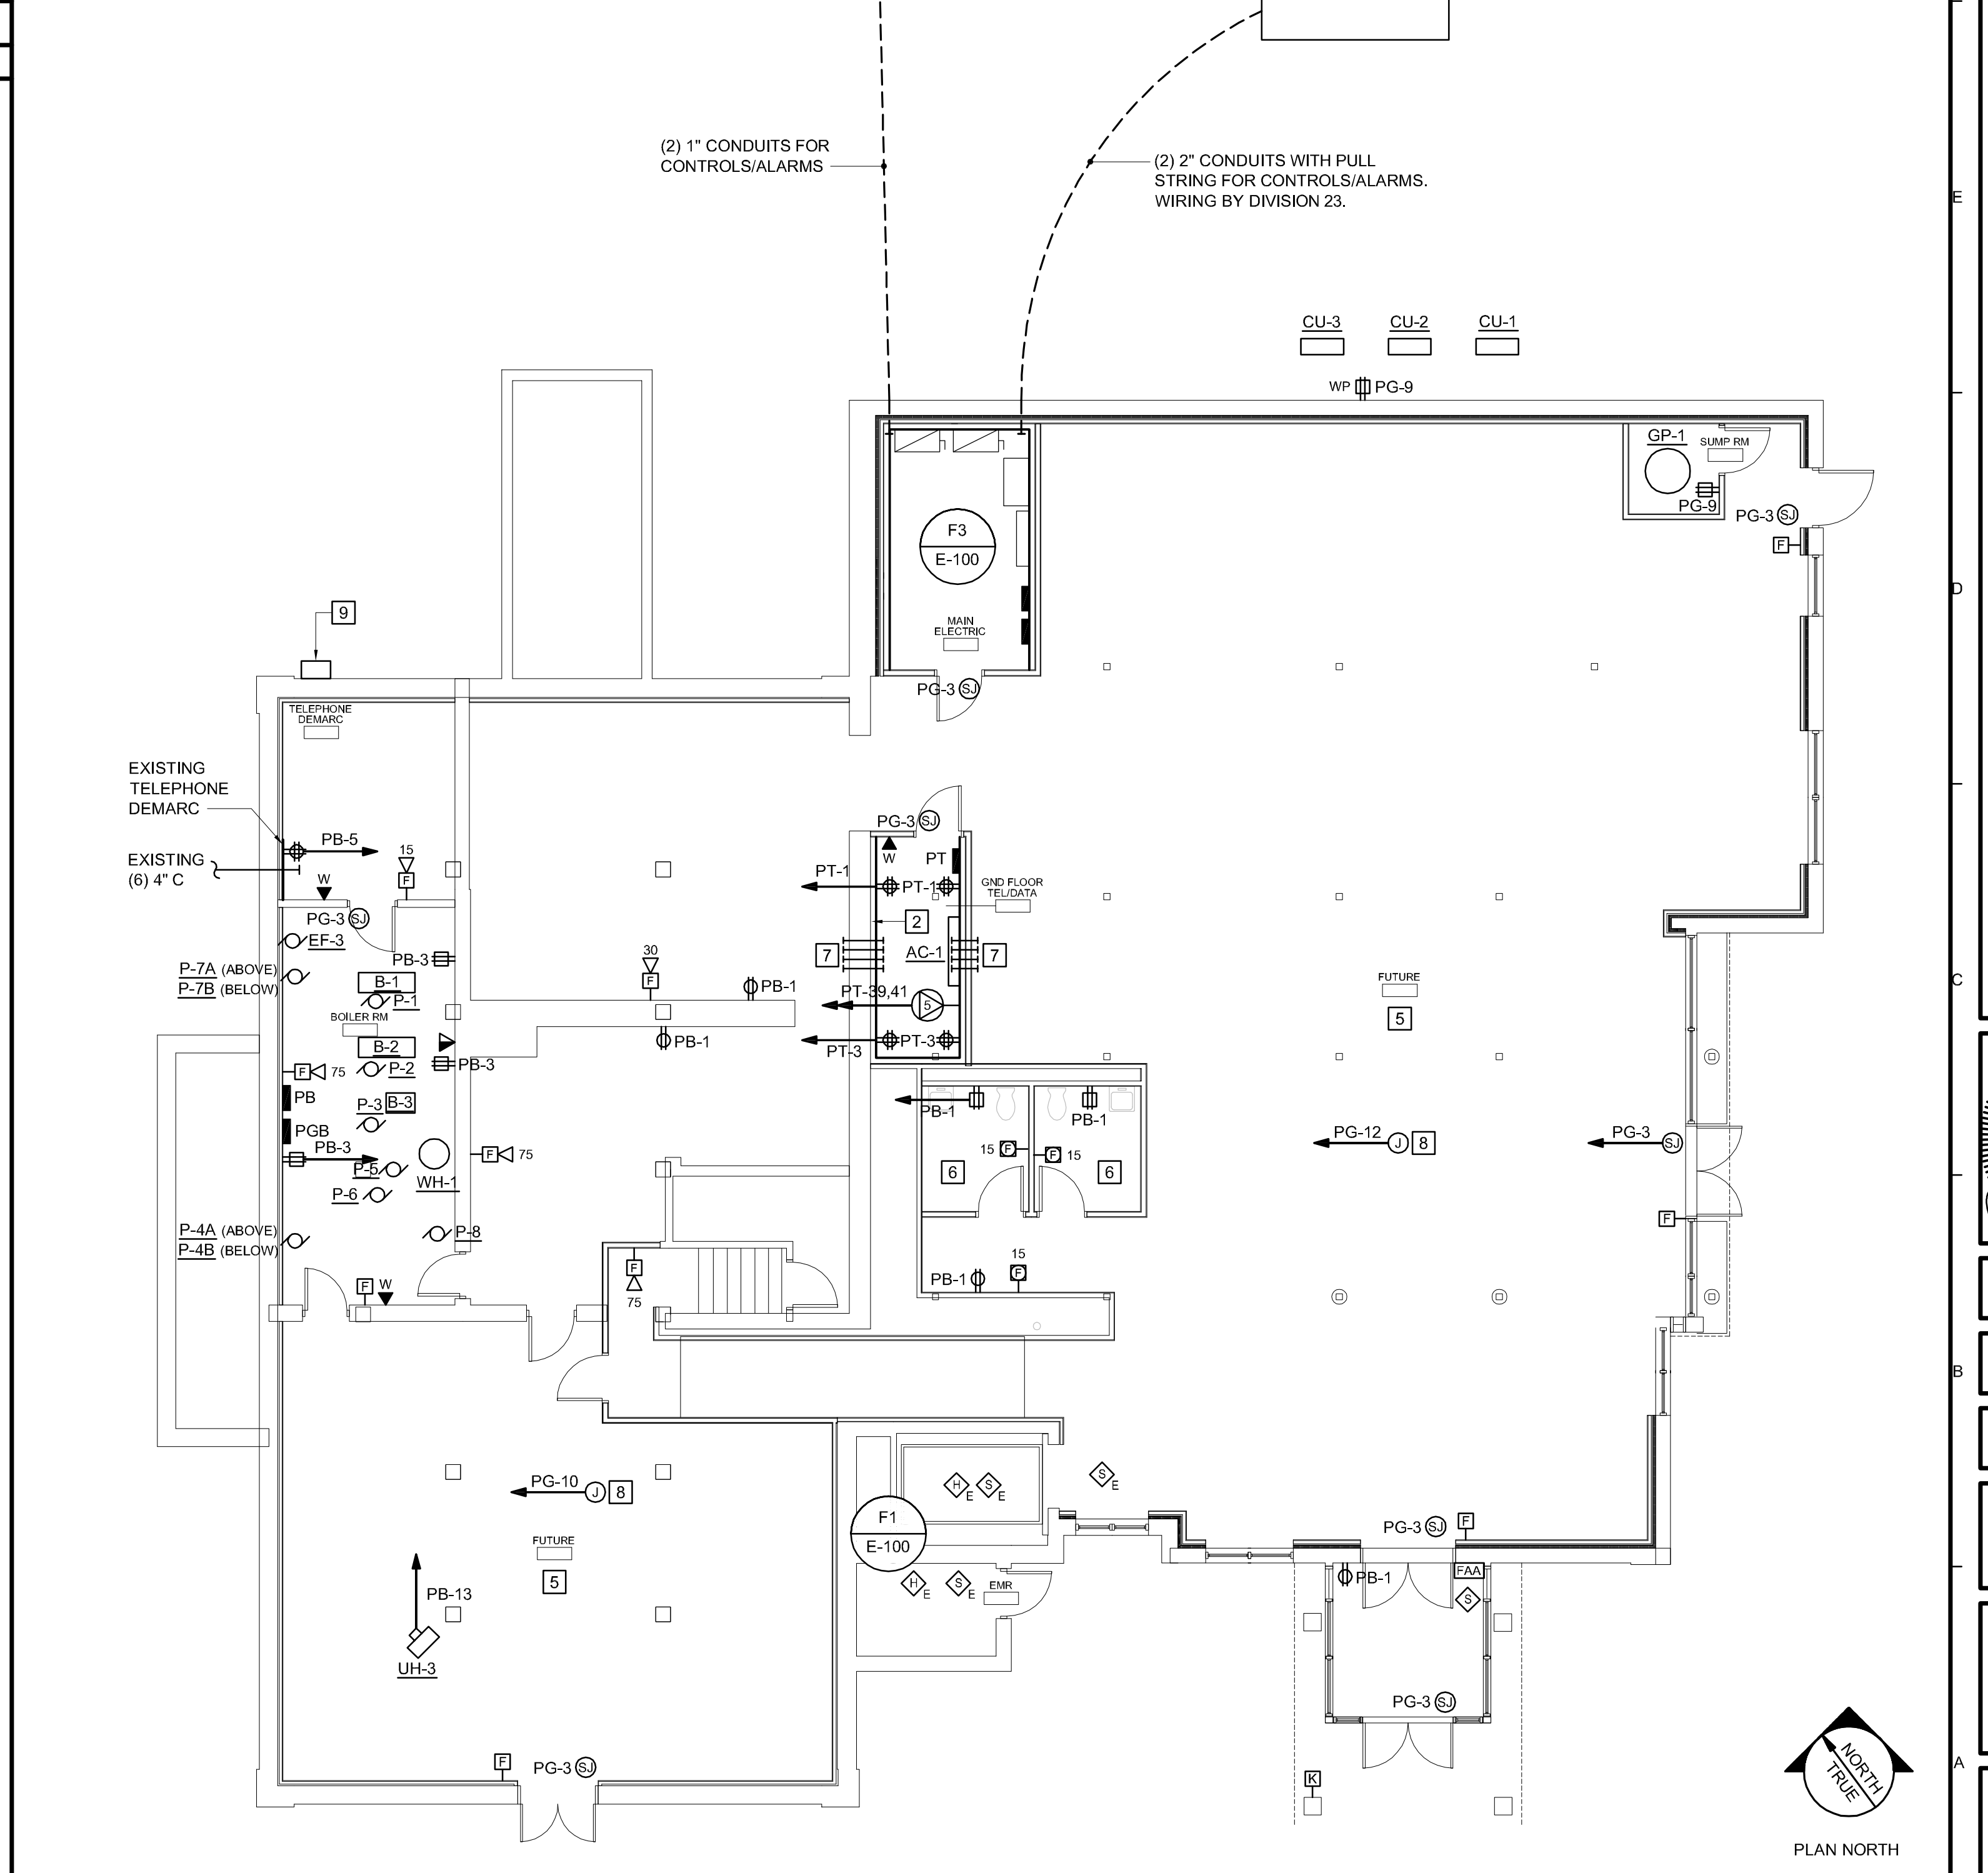 (2) 1" CONDUITS FOR
CONTROLS/ALARMS
(2) 2" CONDUITS WITH PULL
STRING FOR CONTROLS/ALARMS.
WIRING BY DIVISION 23.
E
CU-3
CU-2
CU-1
WP
PG-9
GP-1
SUMP RM
PG-9
PG-3
SJ
F
F3
E-100
MAIN
ELECTRIC
D
9
PG-3
SJ
TELEPHONE
DEMARC
EXISTING
TELEPHONE
DEMARC
PB-5
EXISTING
(6) 4" C
15
F
W
PG-3
SJ
W
PT
PT-1
PT-1
GND FLOOR
TEL/DATA
PG-3
SJ
EF-3
2
P-7A (ABOVE)
P-7B (BELOW)
PB-3
B-1
P-1
30
F
PB-1
7
AC-1
7
FUTURE
5
C
BOILER RM
PT-39,41
5
B-2
PB-1
PT-3
PT-3
P-2
PB-3
F
75
PB
P-3
B-3
PGB
PB-3
PB-1
PB-1
P-5
WH-1
F
75
15
F
F
15
6
6
PG-12
J
8
PG-3
SJ
P-6
P-4A (ABOVE)
P-4B (BELOW)
P-8
F
F
W
F
75
PB-1
15
F
B
PG-10
J
8
H
E
S
E
S
E
F1
E-100
FUTURE
5
PG-3
SJ
F
H
E
S
E
EMR
PB-1
FAA
S
PB-13
UH-3
PG-3
SJ
F
PG-3
SJ
K
A
NORTH
TRUE
PLAN NORTH